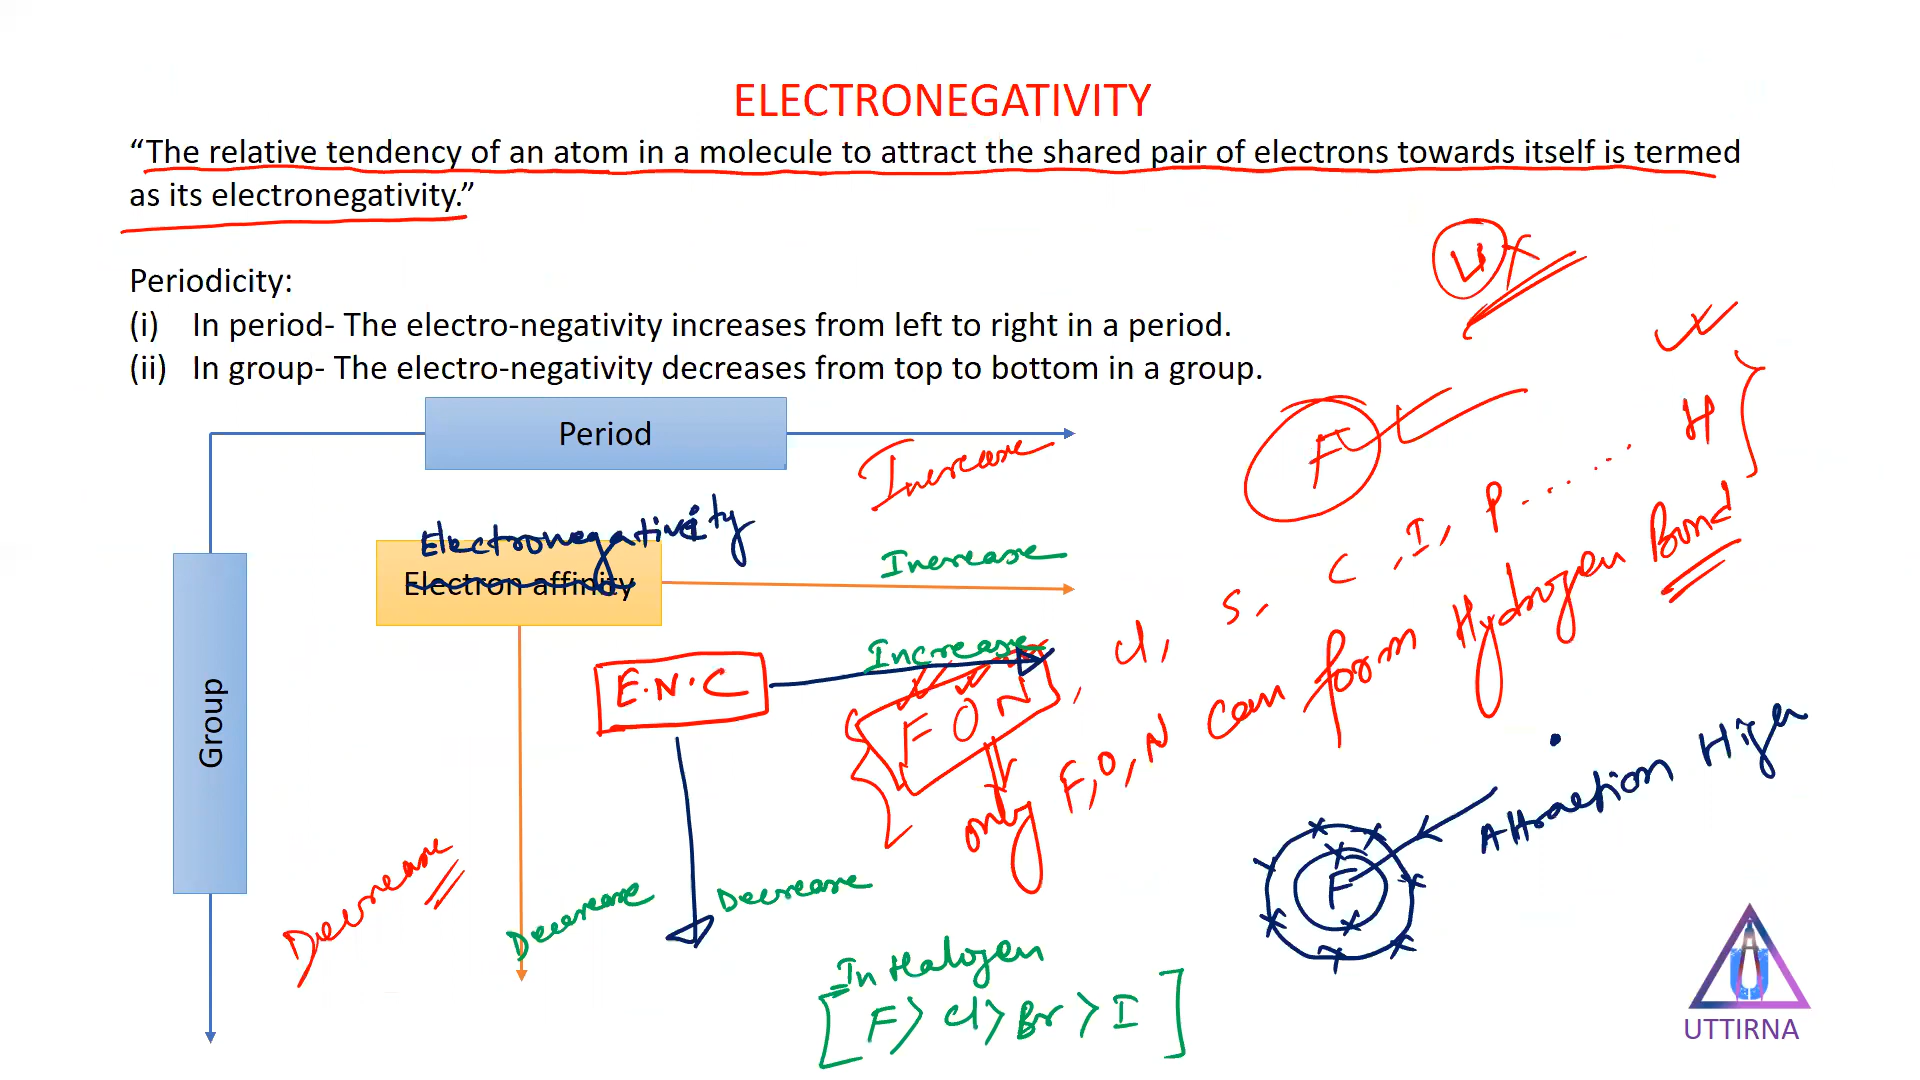 ELECTRONEGATIVITY
“The relative tendency of an atom in a molecule to attract the shared pair of electrons towards itself is termed
as its electronegativity.”
Periodicity:
(i) In period- The electro-negativity increases from left to right in a period.
(ii) In group- The electro-negativity decreases from top to bottom in a group.
Period
Increase
F
H
Electronegativity
Electron affinity
Increase
Cl, S, C, I, P.......
Increase
E.N.C
F O N,
only F,O,N can form Hydrogen Bond
Group
Attraction High
F
Decrease
Decrease
Decrease
In Halogen
[F > Cl > Br > I]
UTTIRNA